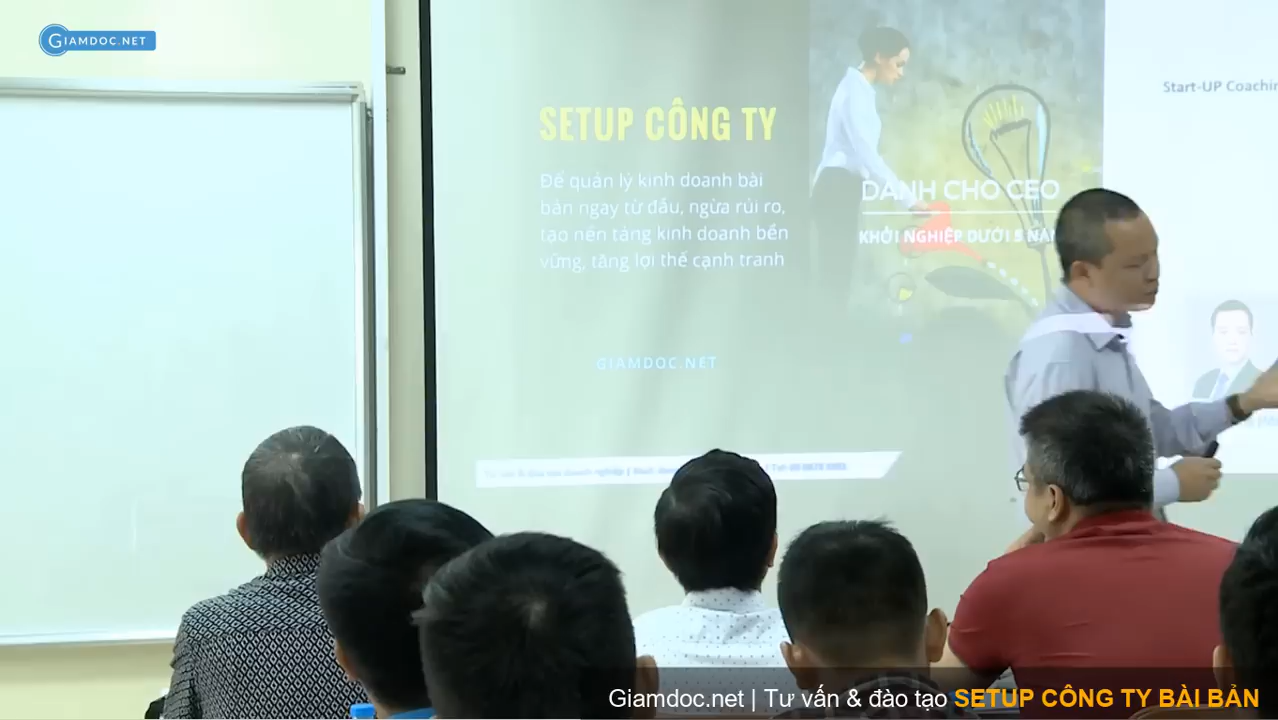 GIAMDOC.NET
Start-UP Coachin
SETUP CÔNG TY
Để quản lý kinh doanh bài
bản ngay từ đầu, ngừa rủi ro,
tạo nền tảng kinh doanh bền
vững, tăng lợi thế cạnh tranh
DÀNH CHO CEO
KHỞI NGHIỆP DƯỚI 5 NĂM
GIAMDOC.NET
Giamdoc.net | Tư vấn & đào tạo SETUP CÔNG TY BÀI BẢN